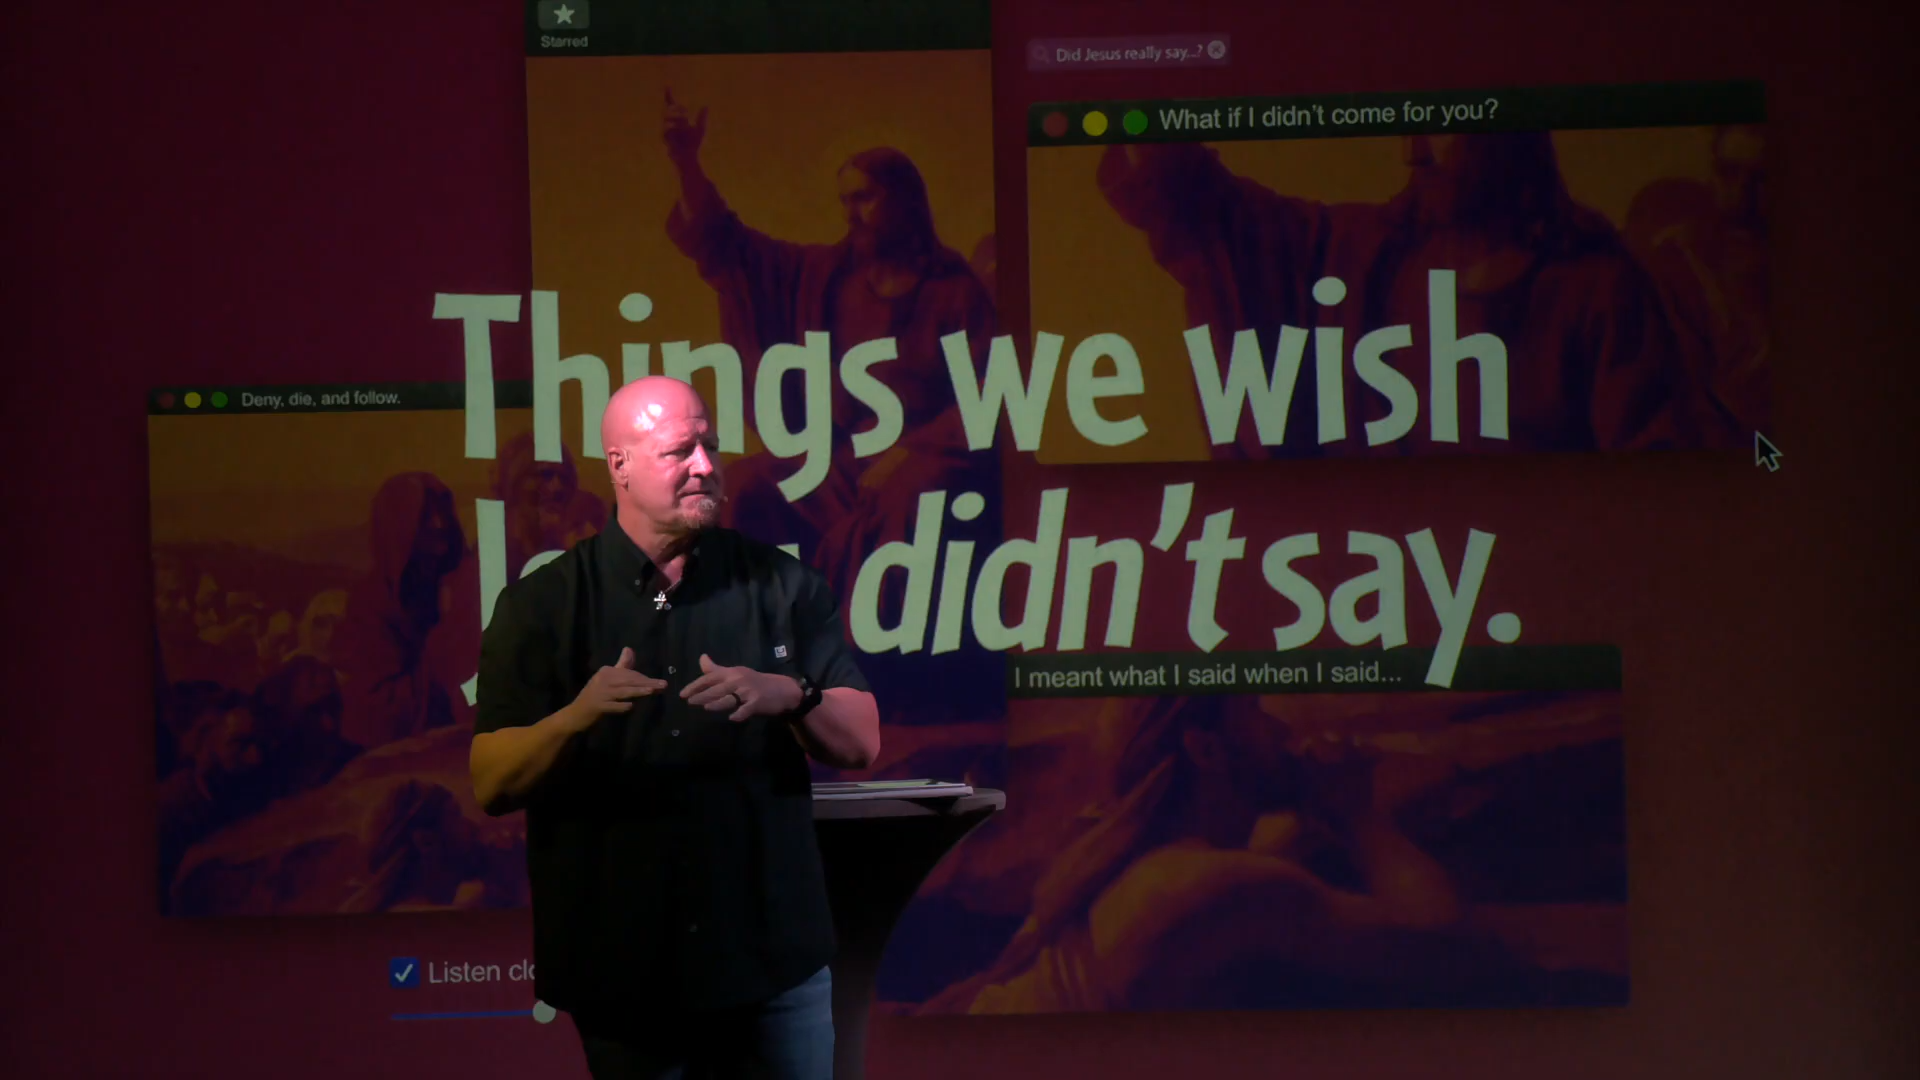 Starred
Did Jesus really say...?
What if I didn't come for you?
Deny, die, and follow.
Things we wish
didn't say.
I meant what I said when I said...
Listen